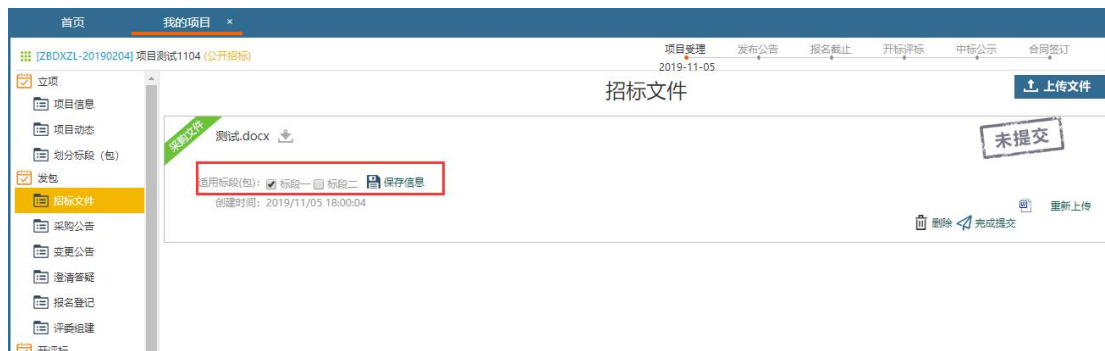 首页 我的项目 ×
[ZBDXZL-20190204] 项目测试1104 (公开招标) 项目受理 发布公告 报名截止 开标评标 中标公示 合同签订
2019-11-05
立项
项目信息
项目动态
划分标段（包）
发包
招标文件
采购公告
变更公告
澄清答疑
报名登记
评委组建
开评标
招标文件
上传文件
采购文件
测试.docx
未提交
适用标段(包)： 标段一 标段二 保存信息
创建时间：2019/11/05 18:00:04
重新上传
删除 完成提交